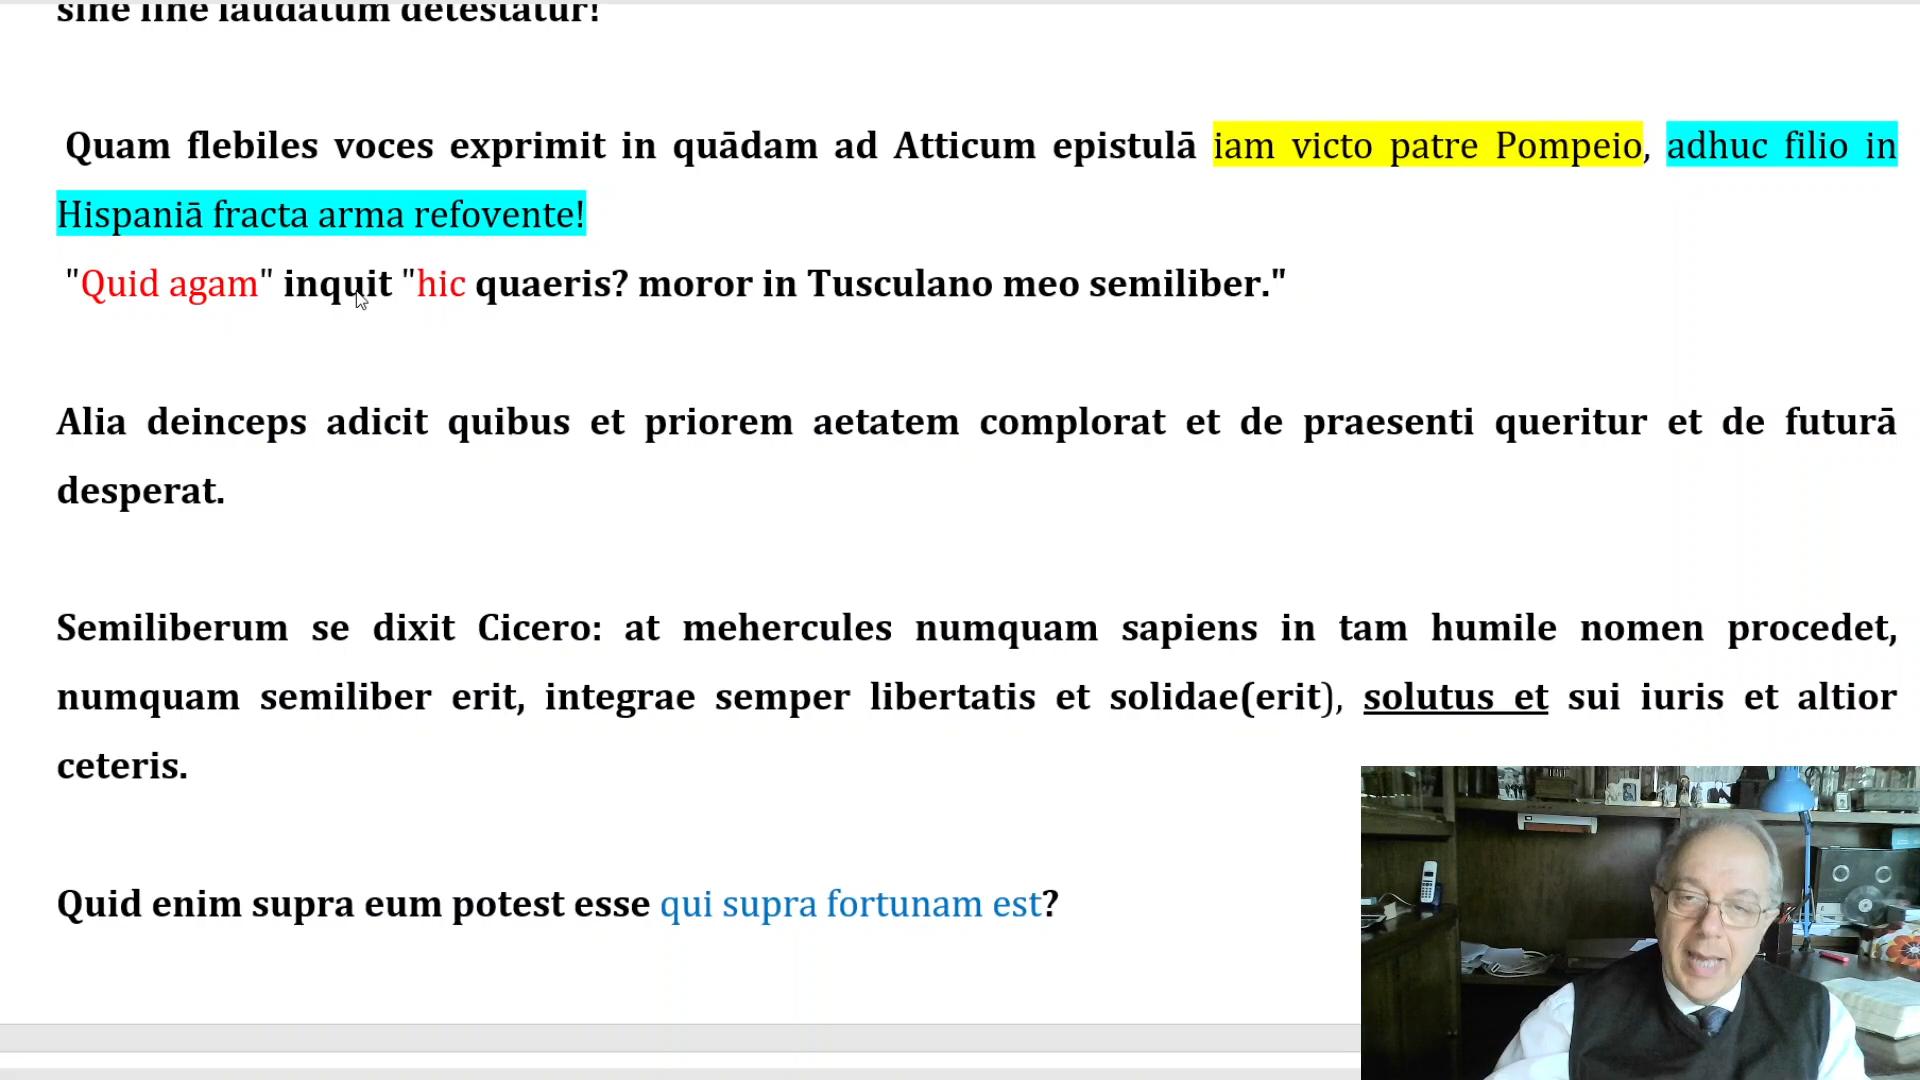 sine fine laudatum detestatur!
Quam flebiles voces exprimit in quādam ad Atticum epistulā iam victo patre Pompeio, adhuc filio in
Hispaniā fracta arma refovente!
"Quid agam" inquit "hic quaeris? moror in Tusculano meo semiliber."
Alia deinceps adicit quibus et priorem aetatem complorat et de praesenti queritur et de futurā
desperat.
Semiliberum se dixit Cicero: at mehercules numquam sapiens in tam humile nomen procedet,
numquam semiliber erit, integrae semper libertatis et solidae(erit), solutus et sui iuris et altior
ceteris.
Quid enim supra eum potest esse qui supra fortunam est?